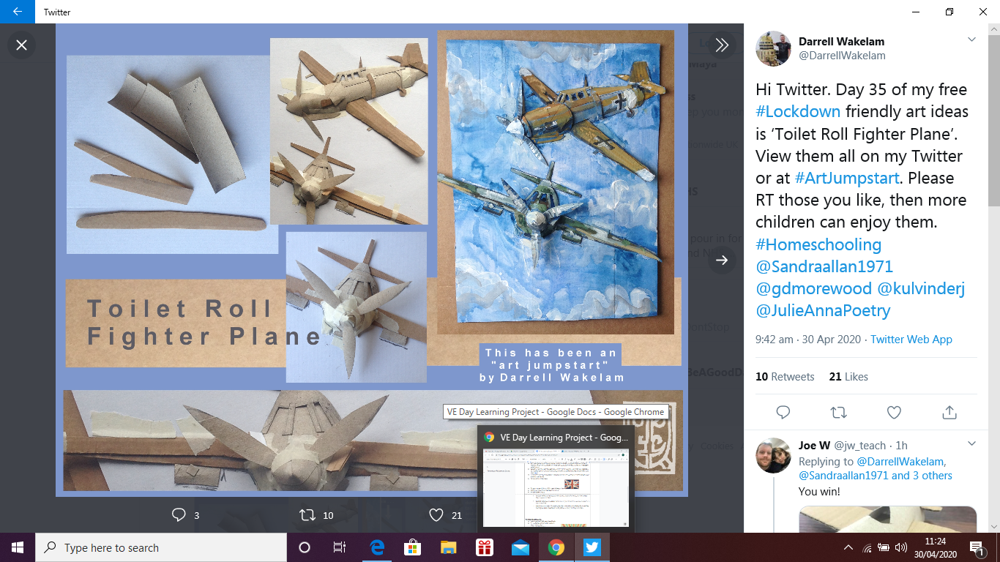 Twitter
Toilet Roll
Fighter Plane
This has been an
"art jumpstart"
by Darrell Wakelam
3
10
21
Darrell Wakelam
@DarrellWakelam
Hi Twitter. Day 35 of my free
#Lockdown friendly art ideas
is ‘Toilet Roll Fighter Plane’.
View them all on my Twitter
or at #ArtJumpstart. Please
RT those you like, then more
children can enjoy them.
#Homeschooling
@Sandraallan1971
@gdmorewood @kulvinderj
@JulieAnnaPoetry
9:42 am · 30 Apr 2020 · Twitter Web App
10 Retweets 21 Likes
Joe W @jw_teach · 1h
Replying to @DarrellWakelam,
@Sandraallan1971 and 3 others
You win!
VE Day Learning Project - Google Docs - Google Chrome
VE Day Learning Project - Goog...
Type here to search
11:24
30/04/2020
1